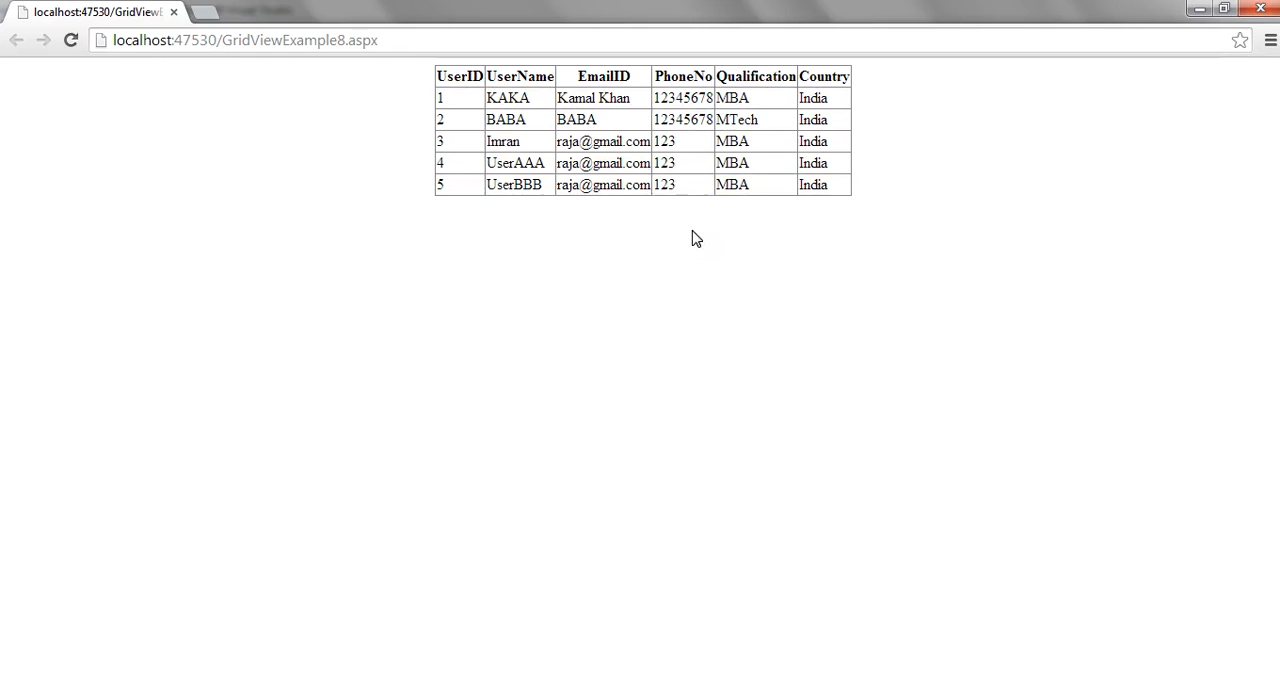 localhost:47530/GridViewE
localhost:47530/GridViewExample8.aspx
UserID UserName EmailID PhoneNo Qualification Country
1 KAKA Kamal Khan 12345678 MBA India
2 BABA BABA 12345678 MTech India
3 Imran raja@gmail.com 123 MBA India
4 UserAAA raja@gmail.com 123 MBA India
5 UserBBB raja@gmail.com 123 MBA India